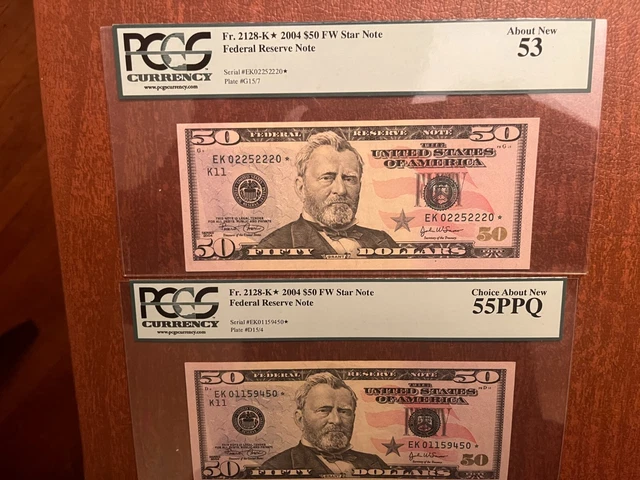 PCGS
CURRENCY
www.pcgscurrency.com
Fr. 2128-K★ 2004 $50 FW Star Note
Federal Reserve Note
Serial #EK02252220★
Plate #G15/7
About New
53
50 FEDERAL RESERVE NOTE 50
THE
UNITED STATES
OF AMERICA
EK 02252220 ★
K11
EK 02252220 ★
50 FIFTY GRANT DOLLARS 50
PCGS
CURRENCY
www.pcgscurrency.com
Fr. 2128-K★ 2004 $50 FW Star Note
Federal Reserve Note
Serial #EK01159450★
Plate #D15/4
Choice About New
55PPQ
50 FEDERAL RESERVE NOTE 50
THE
UNITED STATES
OF AMERICA
EK 01159450 ★
K11
EK 01159450 ★
50 FIFTY DOLLARS 50